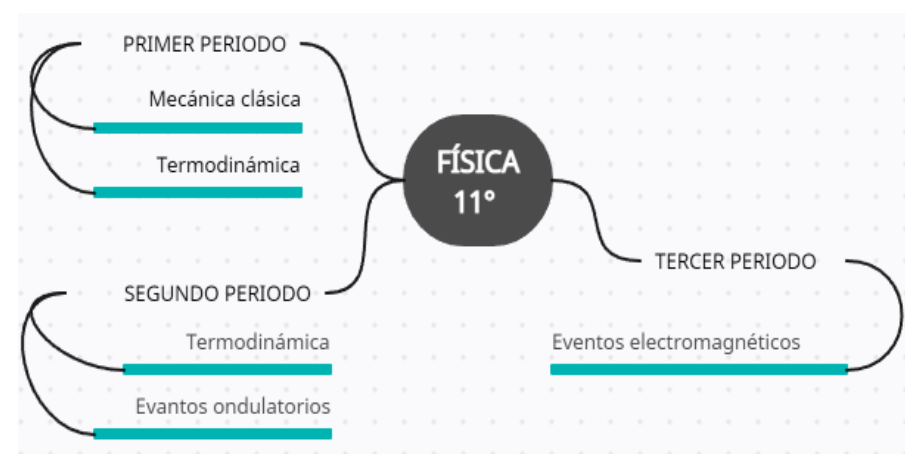 PRIMER PERIODO
Mecánica clásica
Termodinámica
FÍSICA
11°
SEGUNDO PERIODO
Termodinámica
Evantos ondulatorios
TERCER PERIODO
Eventos electromagnéticos